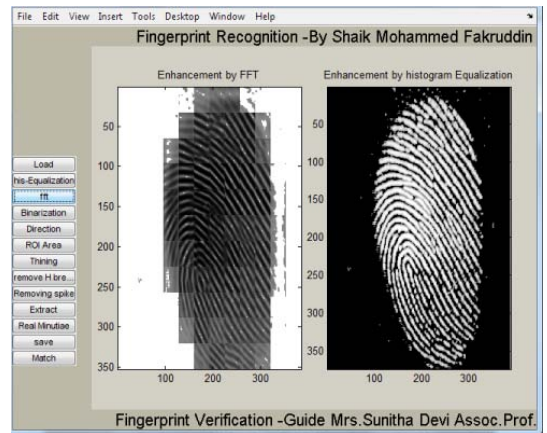 File Edit View Insert Tools Desktop Window Help
Fingerprint Recognition -By Shaik Mohammed Fakruddin
Enhancement by FFT
Enhancement by histogram Equalization
50
100
150
200
250
300
350
100 200 300
50
100
150
200
250
300
350
100 200 300
Load
his-Equalization
fft
Binarization
Direction
ROI Area
Thining
remove H bre...
Removing spike
Extract
Real Minutiae
save
Match
Fingerprint Verification -Guide Mrs.Sunitha Devi Assoc.Prof.